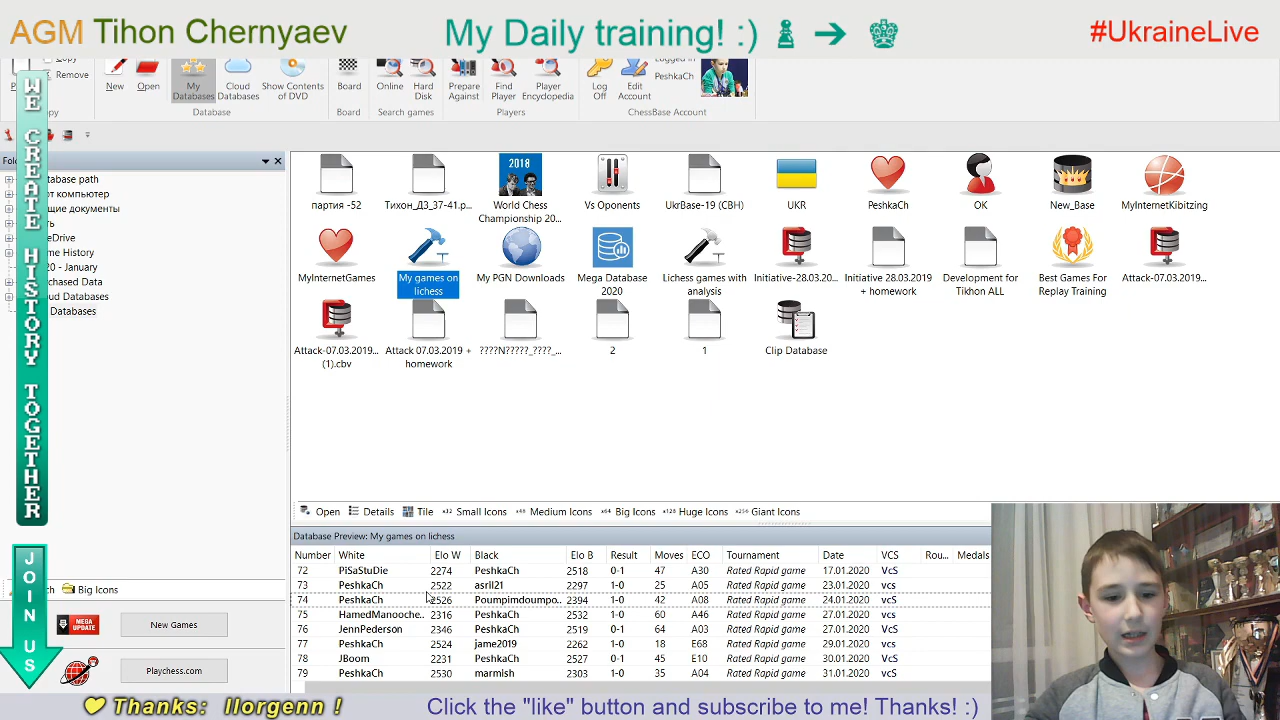 AGM Tihon Chernyaev
My Daily training! :)
#UkraineLive
Remove
New
Open
My Databases
Cloud Databases
Show Contents of DVD
Board
Online
Hard Disk
Prepare Against
Find Player
Player Encyclopedia
Log Off
Edit Account
PeshkaCh
Database
Board
Search games
Players
ChessBase Account
WE CREATE HISTORY TOGETHER
партия -52
Тихон_ДЗ_37-41.p...
2018
World Chess Championship 20...
Vs Oponents
UkrBase-19 (CBH)
UKR
PeshkaCh
OK
New_Base
MyInternetKibitzing
MyInternetGames
My games on lichess
My PGN Downloads
Mega Database 2020
Lichess games with analysis
Initiative-28.03.20...
Initiative 28.03.2019 + homework
Development for Tikhon ALL
Best Games For Replay Training
Attack-07.03.2019...
Attack-07.03.2019... (1).cbv
Attack 07.03.2019 + homework
????N?????_????_...
2
1
Clip Database
Open Details Tile x32 Small Icons x48 Medium Icons x64 Big Icons x128 Huge Icons x256 Giant Icons
Database Preview: My games on lichess
Number White Elo W Black Elo B Result Moves ECO Tournament Date VCS Rou... Medals
72 PiSaStuDie 2274 PeshkaCh 2518 0-1 47 A30 Rated Rapid game 17.01.2020 VcS
73 PeshkaCh 2522 asrll21 2297 1-0 25 A05 Rated Rapid game 23.01.2020 vcs
74 PeshkaCh 2526 Poumpimdoumpo.. 2394 1-0 42 A08 Rated Rapid game 24.01.2020 VcS
75 HamedManooche.. 2316 PeshkaCh 2532 1-0 60 A46 Rated Rapid game 27.01.2020 VcS
76 JennPederson 2346 PeshkaCh 2519 0-1 64 A03 Rated Rapid game 27.01.2020 VcS
77 PeshkaCh 2524 jame2019 2262 1-0 18 E68 Rated Rapid game 29.01.2020 vcs
78 JBoom 2231 PeshkaCh 2527 0-1 45 E10 Rated Rapid game 30.01.2020 VcS
79 PeshkaCh 2530 marmish 2303 1-0 35 A04 Rated Rapid game 31.01.2020 VcS
Big Icons
MEGA UPDATE
New Games
Playchess.com
JOIN US
Thanks: llorgenn !
Click the "like" button and subscribe to me! Thanks! :)